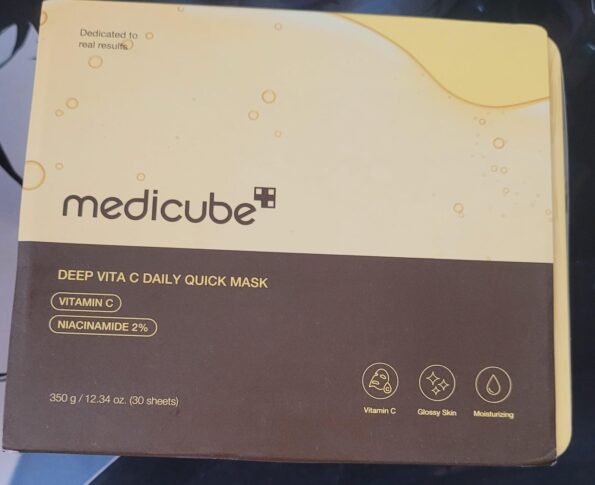 Dedicated to
real results
medicube
DEEP VITA C DAILY QUICK MASK
VITAMIN C
NIACINAMIDE 2%
350 g / 12.34 oz. (30 sheets)
Vitamin C
Glossy Skin
Moisturizing